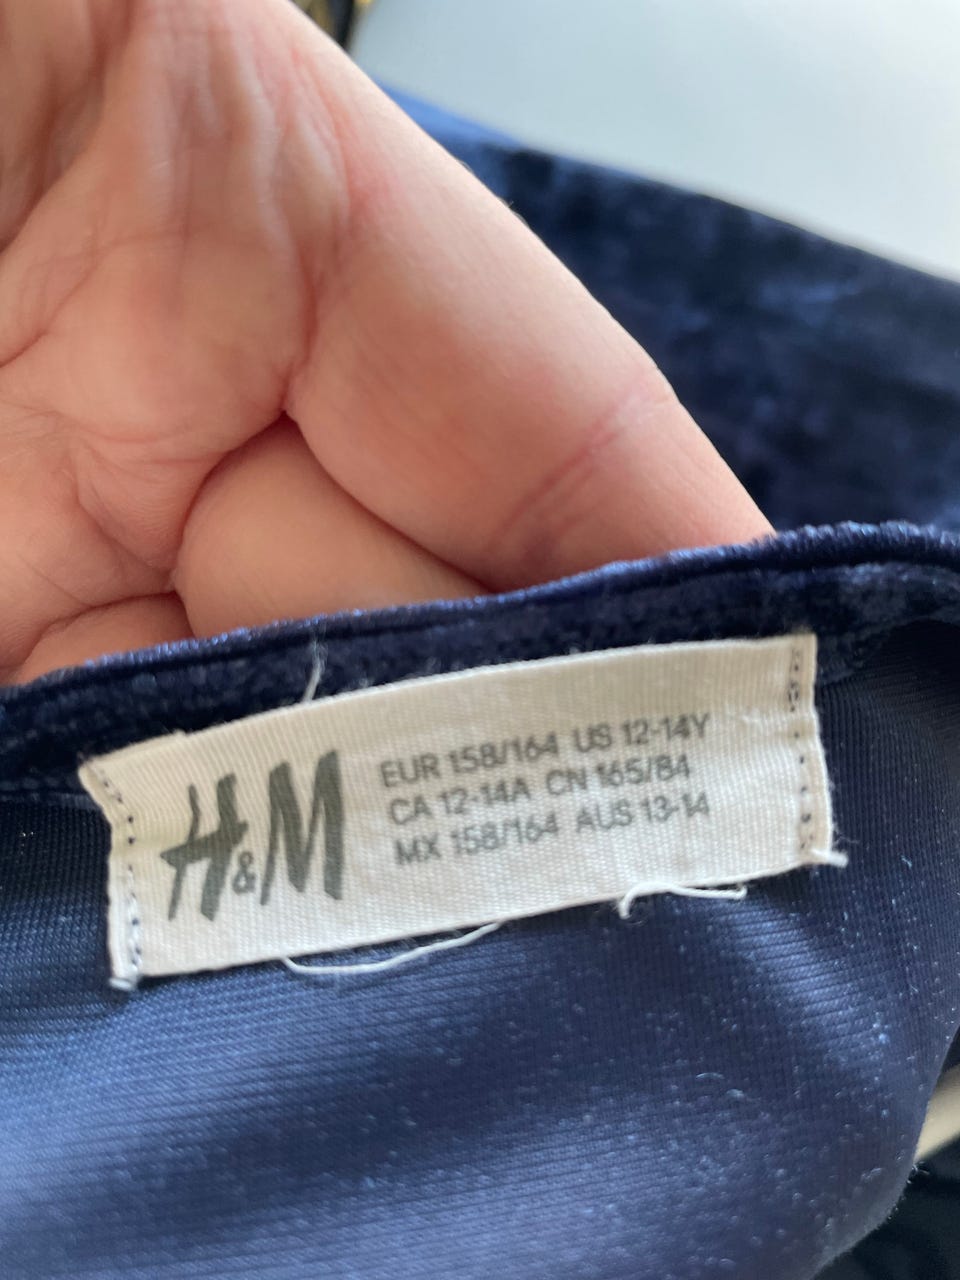 H&M
EUR 158/164 US 12-14Y
CA 12-14A CN 165/84
MX 158/164 AUS 13-14